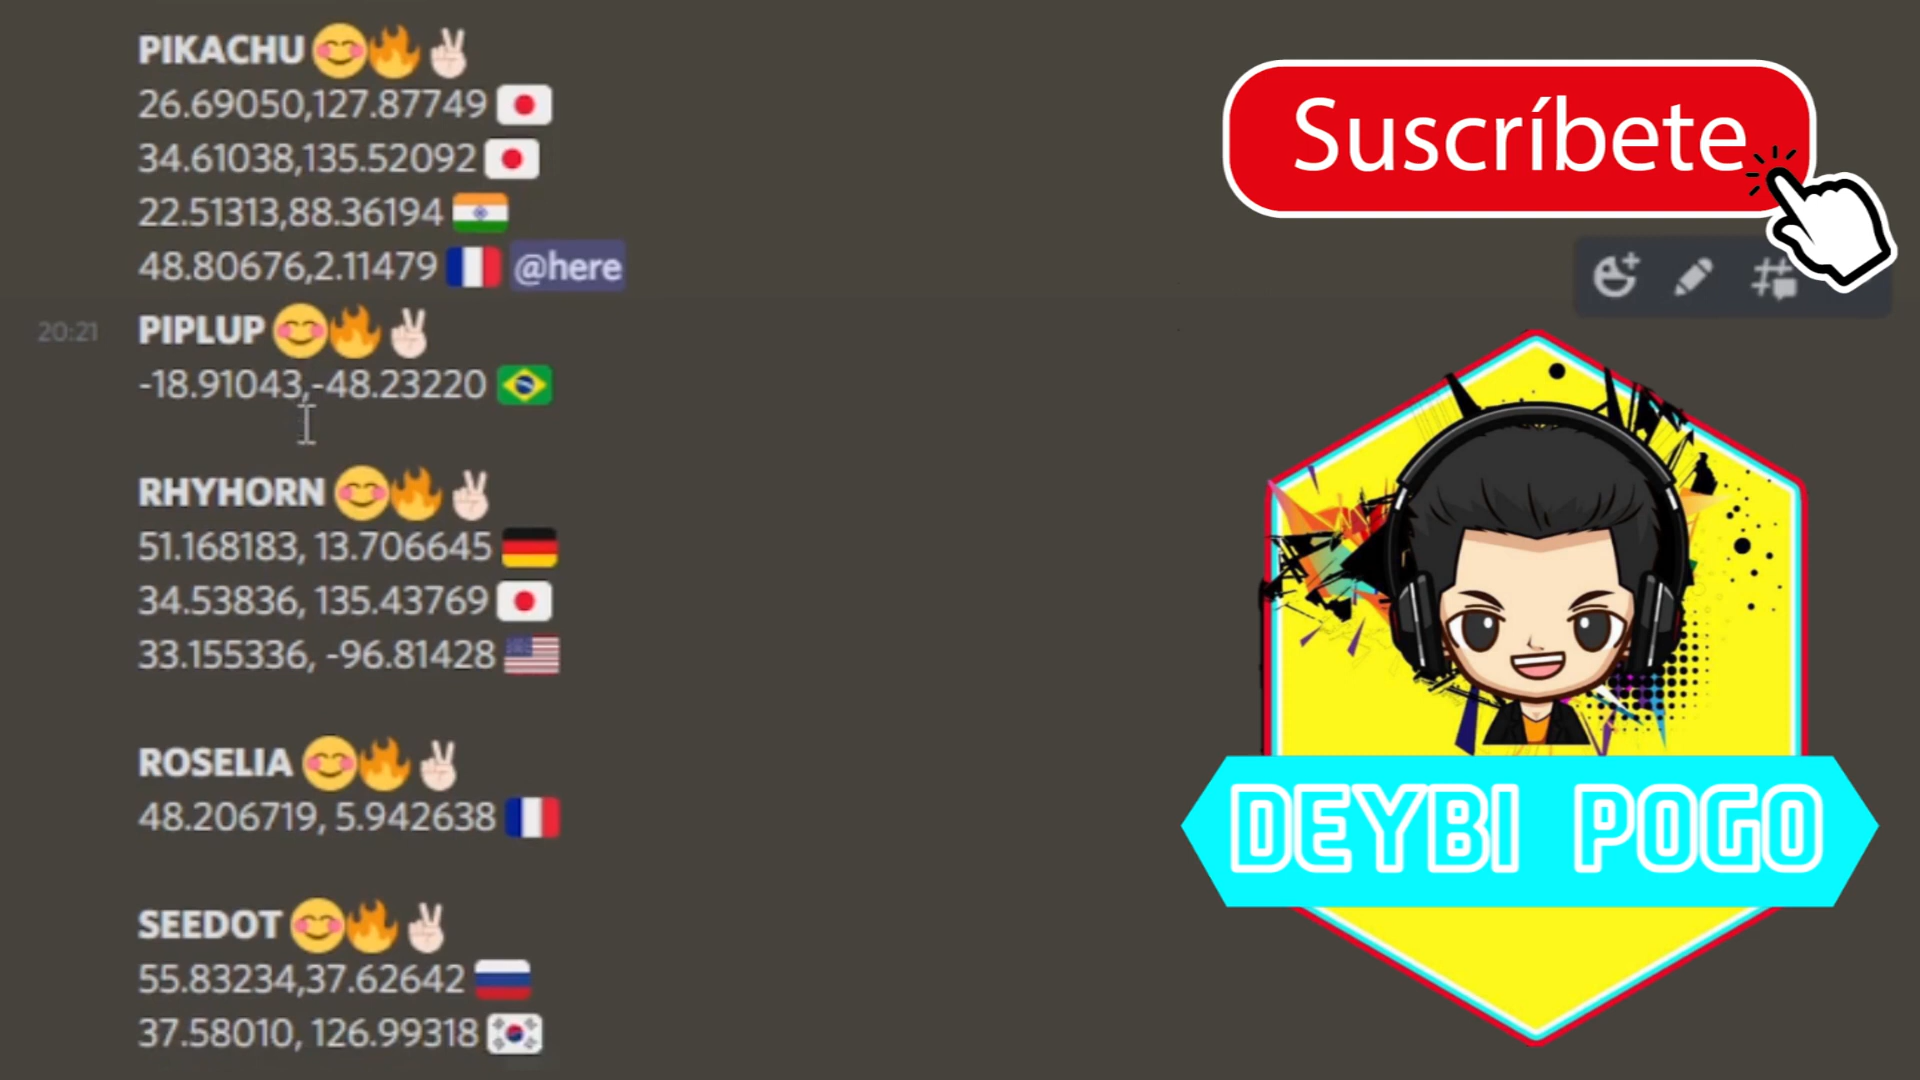 PIKACHU 😊🔥✌🏻
26.69050,127.87749 🇯🇵
34.61038,135.52092 🇯🇵
22.51313,88.36194 🇮🇳
48.80676,2.11479 🇫🇷 @here
20:21 PIPLUP 😊🔥✌🏻
-18.91043,-48.23220 🇧🇷
RHYHORN 😊🔥✌🏻
51.168183, 13.706645 🇩🇪
34.53836, 135.43769 🇯🇵
33.155336, -96.81428 🇺🇸
ROSELIA 😊🔥✌🏻
48.206719, 5.942638 🇫🇷
SEEDOT 😊🔥✌🏻
55.83234,37.62642 🇷🇺
37.58010, 126.99318 🇰🇷
Suscríbete
DEYBI POGO